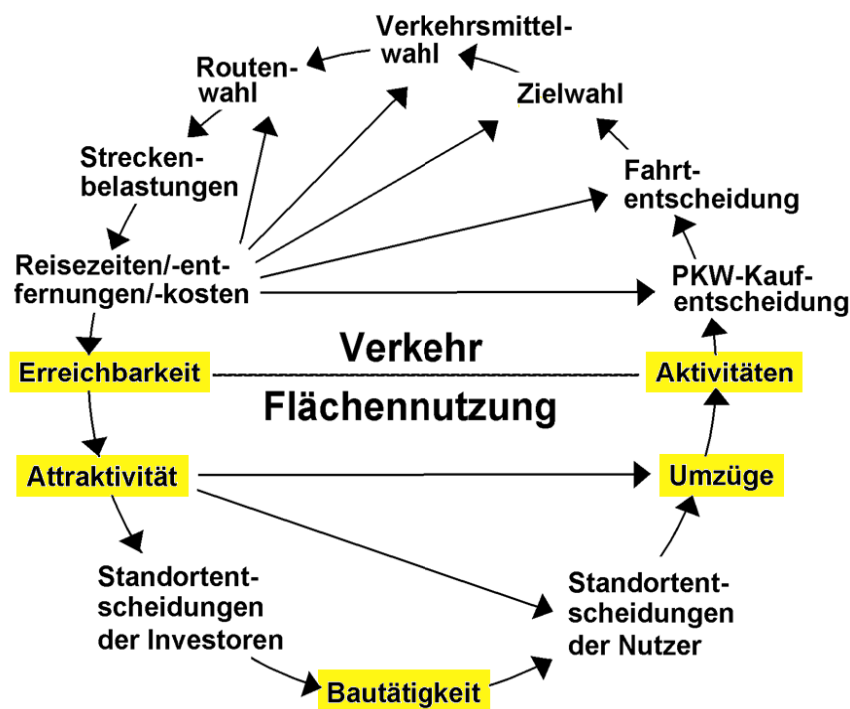 Verkehrsmittel-
wahl
Routen-
wahl
Zielwahl
Strecken-
belastungen
Fahrt-
entscheidung
Reisezeiten/-ent-
fernungen/-kosten
PKW-Kauf-
entscheidung
Verkehr
Erreichbarkeit
Aktivitäten
Flächennutzung
Attraktivität
Umzüge
Standortent-
scheidungen
der Investoren
Standortent-
scheidungen
der Nutzer
Bautätigkeit